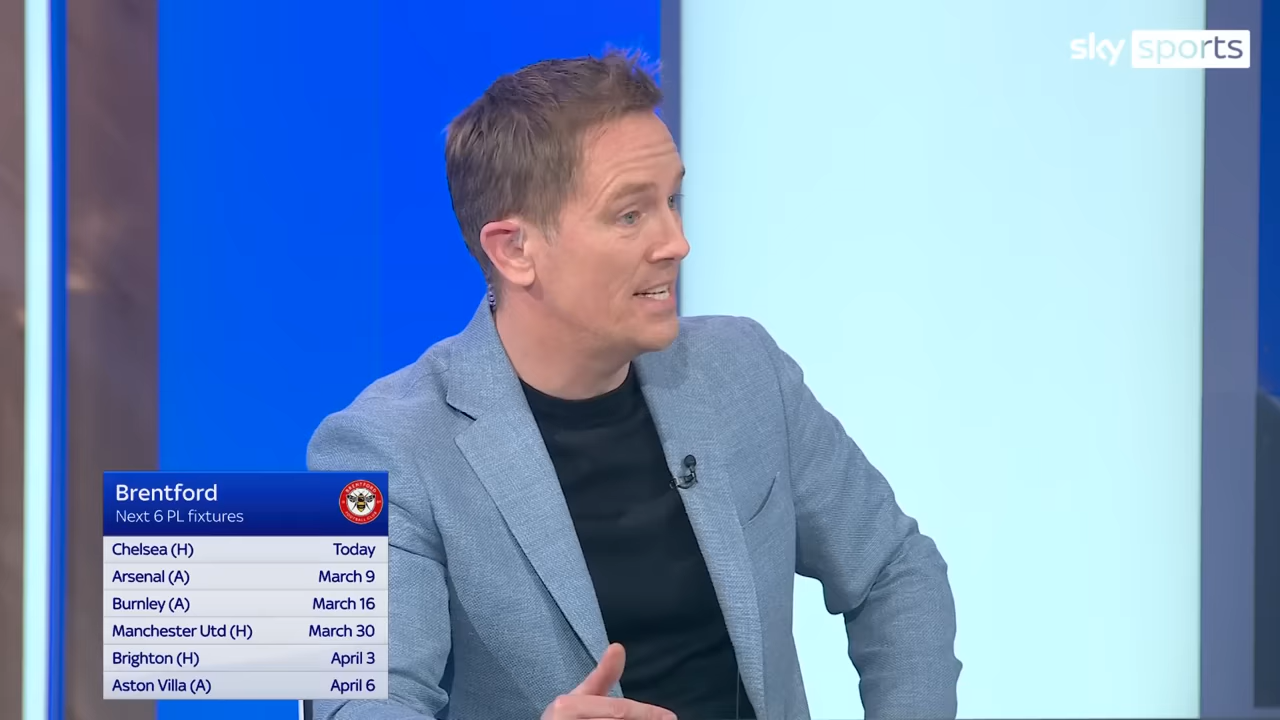 sky sports
Brentford
Next 6 PL fixtures
Chelsea (H) Today
Arsenal (A) March 9
Burnley (A) March 16
Manchester Utd (H) March 30
Brighton (H) April 3
Aston Villa (A) April 6